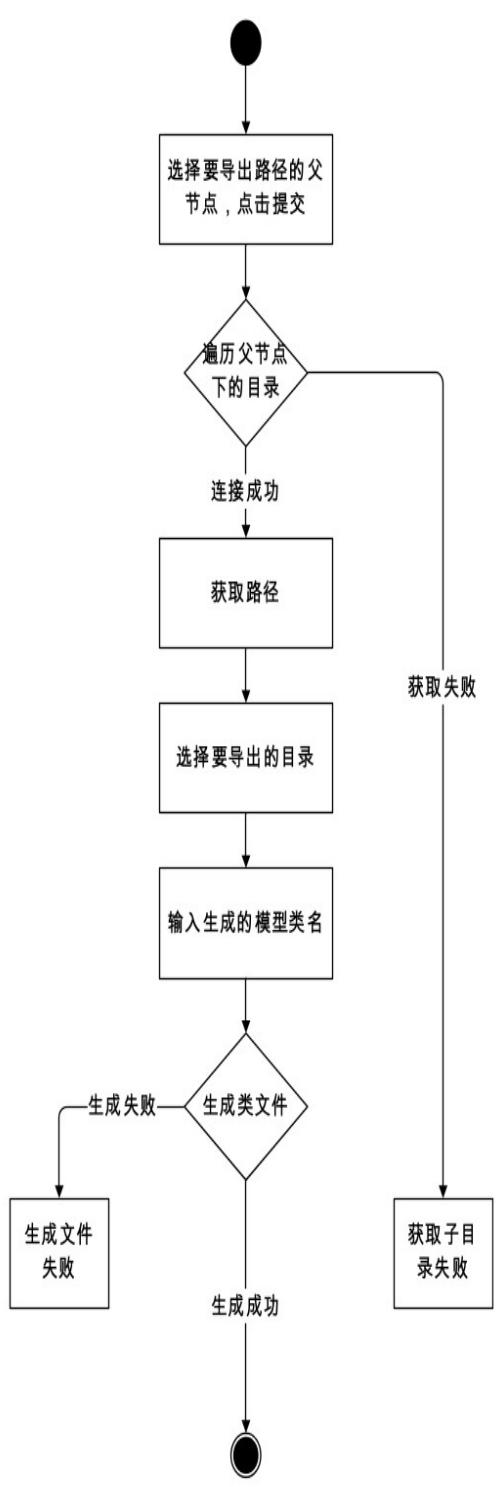 选择要导出路径的父
节点，点击提交
遍历父节点
下的目录
连接成功
获取路径
获取失败
选择要导出的目录
输入生成的模型类名
生成失败
生成类文件
生成文件
失败
获取子目
录失败
生成成功